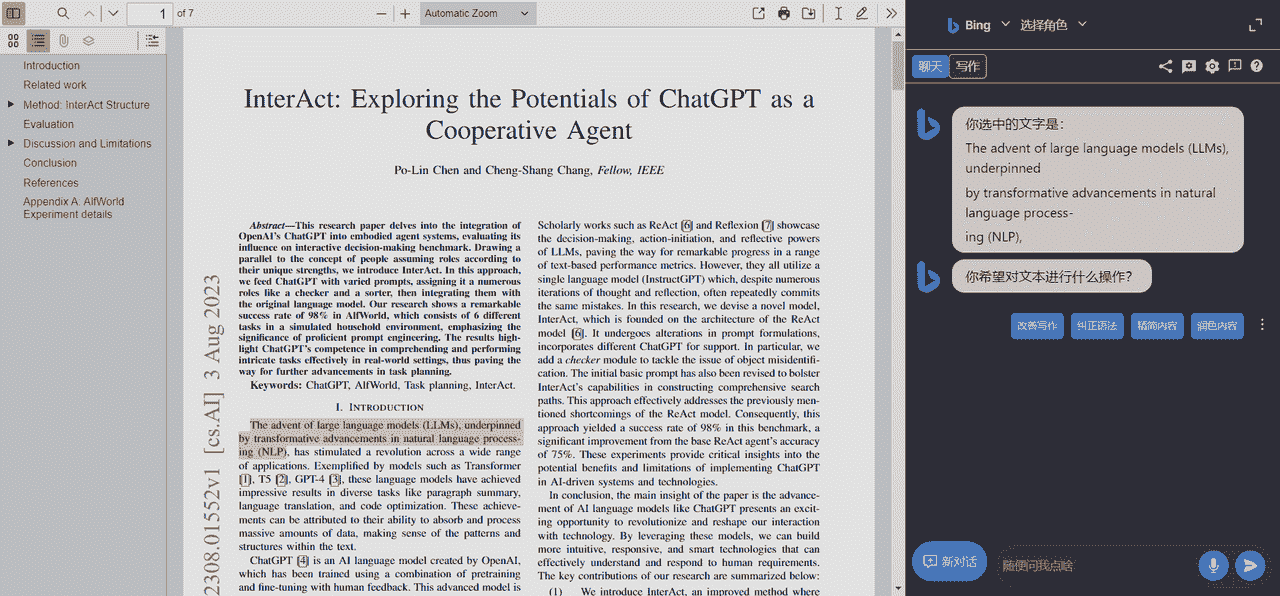 1 of 7
Automatic Zoom
Introduction
Related work
Method: InterAct Structure
Evaluation
Discussion and Limitations
Conclusion
References
Appendix A. AlfWorld
Experiment details
2308.01552v1 [cs.AI] 3 Aug 2023
InterAct: Exploring the Potentials of ChatGPT as a
Cooperative Agent
Po-Lin Chen and Cheng-Shang Chang, Fellow, IEEE
Abstract—This research paper delves into the integration of
OpenAI's ChatGPT into embodied agent systems, evaluating its
influence on interactive decision-making benchmark. Drawing a
parallel to the concept of people assuming roles according to
their unique strengths, we introduce InterAct. In this approach,
we feed ChatGPT with varied prompts, assigning it a numerous
roles like a checker and a sorter, then integrating them with
the original language model. Our research shows a remarkable
success rate of 98% in AlfWorld, which consists of 6 different
tasks in a simulated household environment, emphasizing the
significance of proficient prompt engineering. The results high-
light ChatGPT's competence in comprehending and performing
intricate tasks effectively in real-world settings, thus paving the
way for further advancements in task planning.
Keywords: ChatGPT, AlfWorld, Task planning, InterAct.
I. INTRODUCTION
The advent of large language models (LLMs), underpinned
by transformative advancements in natural language process-
ing (NLP), has stimulated a revolution across a wide range
of applications. Exemplified by models such as Transformer
[1], T5 [2], GPT-4 [3], these language models have achieved
impressive results in diverse tasks like paragraph summary,
language translation, and code optimization. These achieve-
ments can be attributed to their ability to absorb and process
massive amounts of data, making sense of the patterns and
structures within the text.
ChatGPT [4] is an AI language model created by OpenAI,
which has been trained using a combination of pretraining
and fine-tuning with human feedback. This advanced model is
Scholarly works such as ReAct [6] and Reflexion [7] showcase
the decision-making, action-initiation, and reflective powers
of LLMs, paving the way for remarkable progress in a range
of text-based performance metrics. However, they all utilize a
single language model (InstructGPT) which, despite numerous
iterations of thought and reflection, often repeatedly commits
the same mistakes. In this research, we devise a novel model,
InterAct, which is founded on the architecture of the ReAct
model [6]. It undergoes alterations in prompt formulations,
incorporates different ChatGPT for support. In particular, we
add a checker module to tackle the issue of object misidentifi-
cation. The initial basic prompt has also been revised to bolster
InterAct's capabilities in constructing comprehensive search
paths. This approach effectively addresses the previously men-
tioned shortcomings of the ReAct model. Consequently, this
approach yielded a success rate of 98% in this benchmark, a
significant improvement from the base ReAct agent's accuracy
of 75%. These experiments provide critical insights into the
potential benefits and limitations of implementing ChatGPT
in AI-driven systems and technologies.
In conclusion, the main insight of the paper is the advance-
ment of AI language models like ChatGPT presents an excit-
ing opportunity to revolutionize and reshape our interaction
with technology. By leveraging these models, we can build
more intuitive, responsive, and smart technologies that can
effectively understand and respond to human requirements.
The key contributions of our research are summarized below:
(1) We introduce InterAct, an improved method where
Bing 选择角色
聊天 写作
你选中的文字是：
The advent of large language models (LLMs),
underpinned
by transformative advancements in natural
language process-
ing (NLP),
你希望对文本进行什么操作？
改善写作 纠正语法 精简内容 润色内容
新对话 随便问我点啥